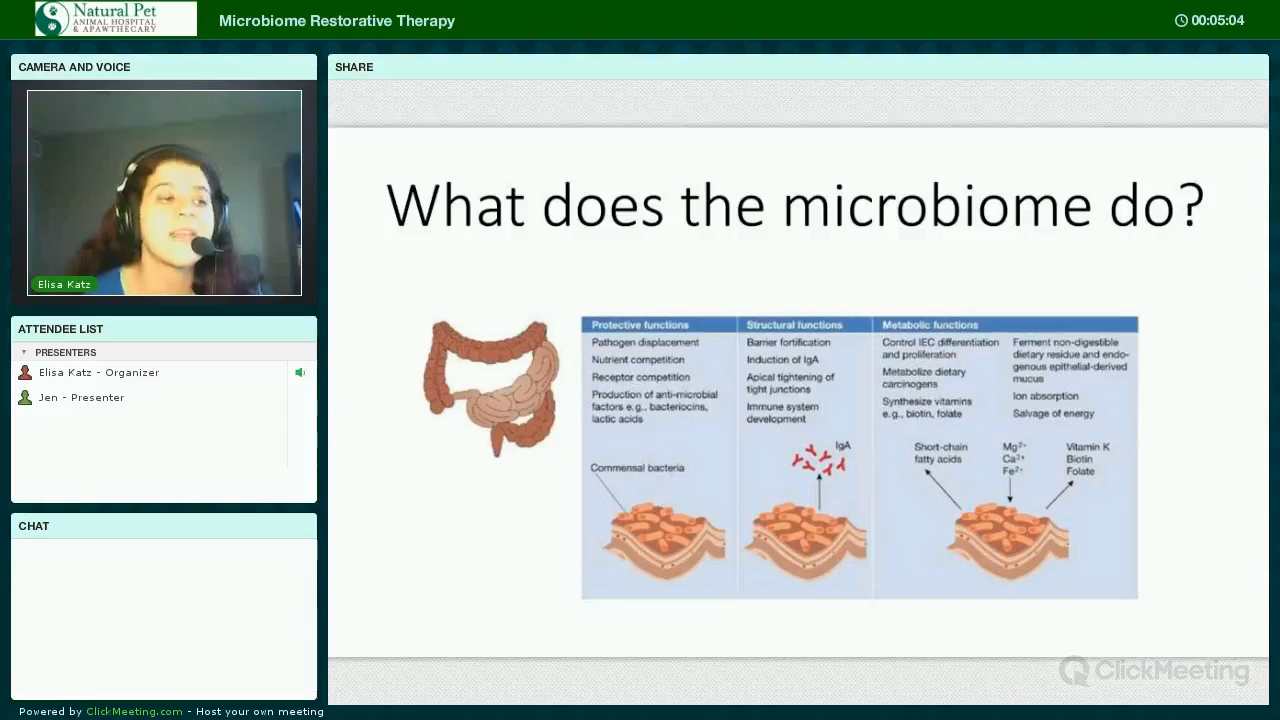 Natural Pet
ANIMAL HOSPITAL
& APAWTHECARY
Microbiome Restorative Therapy
00:05:04
CAMERA AND VOICE
Elisa Katz
ATTENDEE LIST
PRESENTERS
Elisa Katz - Organizer
Jen - Presenter
CHAT
SHARE
What does the microbiome do?
Protective functions
Pathogen displacement
Nutrient competition
Receptor competition
Production of anti-microbial
factors e.g., bacteriocins,
lactic acids
Commensal bacteria
Structural functions
Barrier fortification
Induction of IgA
Apical tightening of
tight junctions
Immune system
development
IgA
Metabolic functions
Control IEC differentiation
and proliferation
Metabolize dietary
carcinogens
Synthesize vitamins
e.g., biotin, folate
Ferment non-digestible
dietary residue and endo-
genous epithelial-derived
mucus
Ion absorption
Salvage of energy
Short-chain
fatty acids
Mg2+
Ca2+
Fe2+
Vitamin K
Biotin
Folate
ClickMeeting
Powered by ClickMeeting.com - Host your own meeting